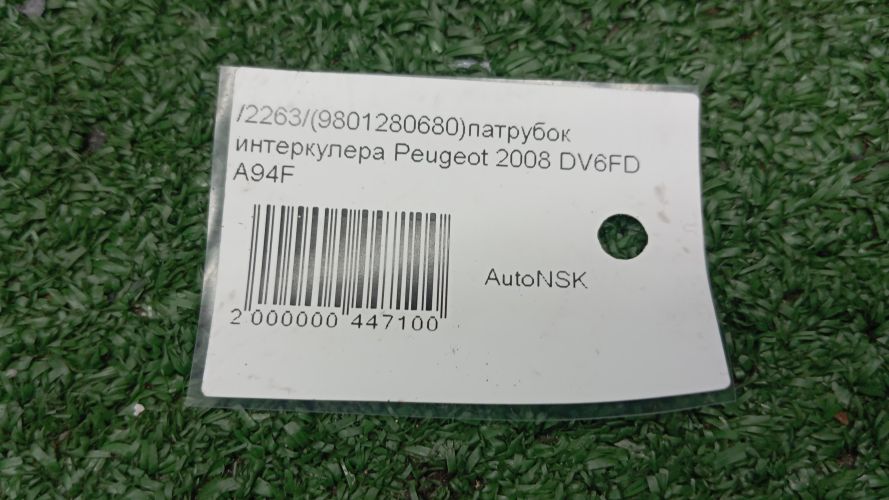 /2263/(9801280680)патрубок
интеркулера Peugeot 2008 DV6FD
A94F
AutoNSK
2 000000 447100